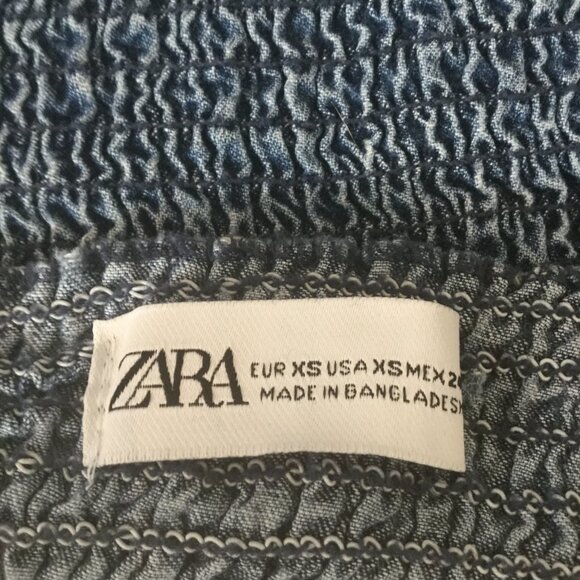 ZARA
EUR XS USA XS MEX
MADE IN BANGLADESH